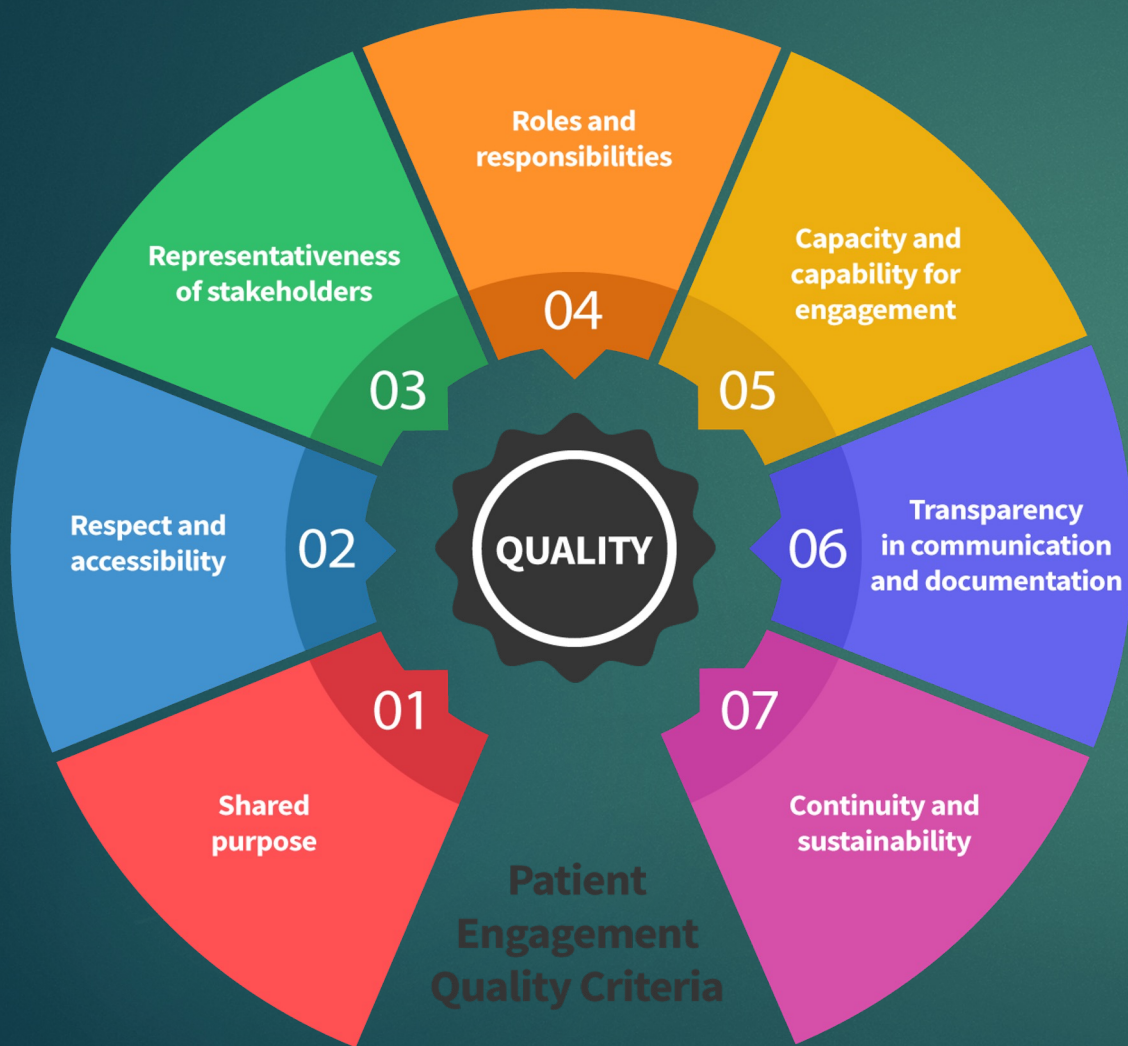 01
Shared
purpose
02
Respect and
accessibility
03
Representativeness
of stakeholders
04
Roles and
responsibilities
05
Capacity and
capability for
engagement
06
Transparency
in communication
and documentation
07
Continuity and
sustainability
QUALITY
Patient
Engagement
Quality Criteria